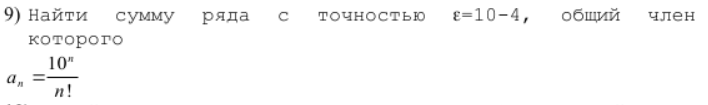 9) Найти сумму ряда с точностью ε=10-4, общий член
которого
aₙ = 10ⁿ/n!